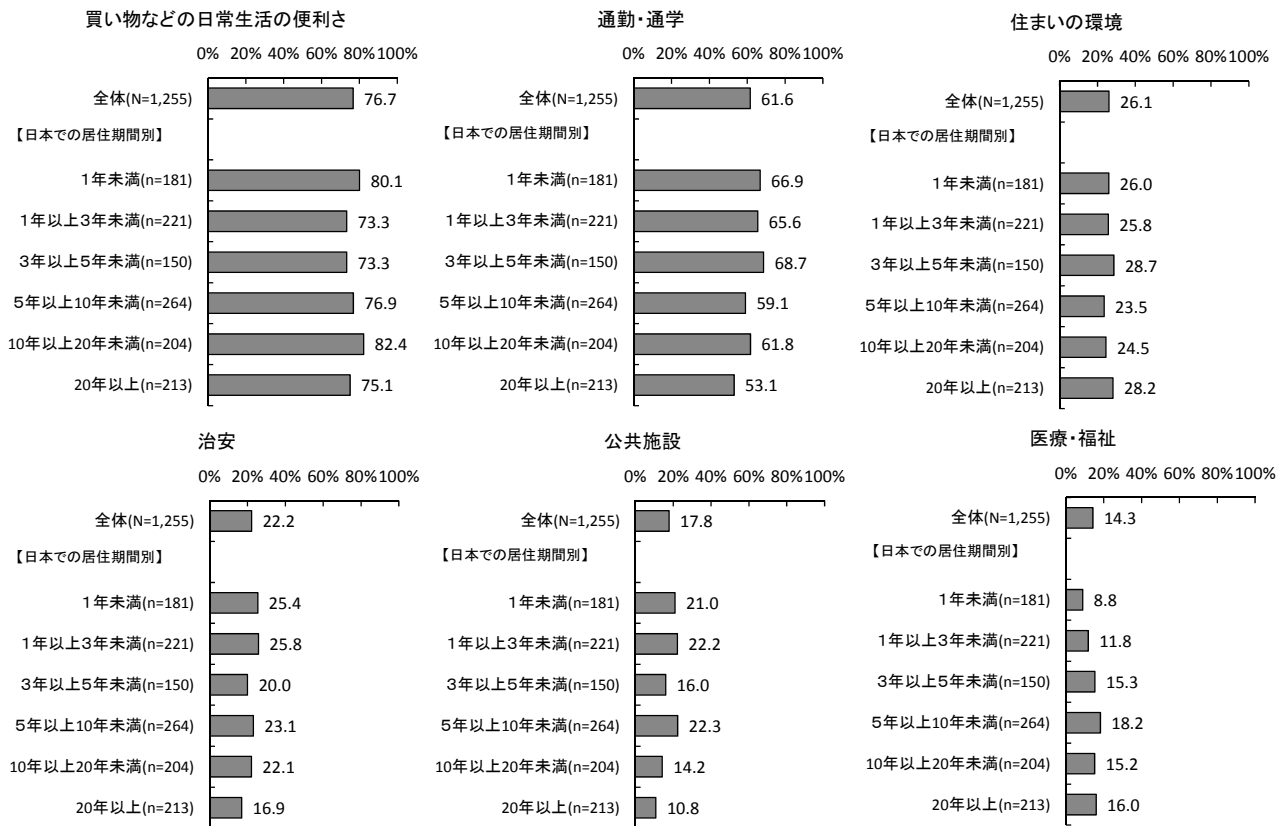 買い物などの日常生活の便利さ
0% 20% 40% 60% 80% 100%
全体(N=1,255) 76.7
【日本での居住期間別】
1年未満(n=181) 80.1
1年以上3年未満(n=221) 73.3
3年以上5年未満(n=150) 73.3
5年以上10年未満(n=264) 76.9
10年以上20年未満(n=204) 82.4
20年以上(n=213) 75.1
通勤・通学
0% 20% 40% 60% 80% 100%
全体(N=1,255) 61.6
【日本での居住期間別】
1年未満(n=181) 66.9
1年以上3年未満(n=221) 65.6
3年以上5年未満(n=150) 68.7
5年以上10年未満(n=264) 59.1
10年以上20年未満(n=204) 61.8
20年以上(n=213) 53.1
住まいの環境
0% 20% 40% 60% 80% 100%
全体(N=1,255) 26.1
【日本での居住期間別】
1年未満(n=181) 26.0
1年以上3年未満(n=221) 25.8
3年以上5年未満(n=150) 28.7
5年以上10年未満(n=264) 23.5
10年以上20年未満(n=204) 24.5
20年以上(n=213) 28.2
治安
0% 20% 40% 60% 80% 100%
全体(N=1,255) 22.2
【日本での居住期間別】
1年未満(n=181) 25.4
1年以上3年未満(n=221) 25.8
3年以上5年未満(n=150) 20.0
5年以上10年未満(n=264) 23.1
10年以上20年未満(n=204) 22.1
20年以上(n=213) 16.9
公共施設
0% 20% 40% 60% 80% 100%
全体(N=1,255) 17.8
【日本での居住期間別】
1年未満(n=181) 21.0
1年以上3年未満(n=221) 22.2
3年以上5年未満(n=150) 16.0
5年以上10年未満(n=264) 22.3
10年以上20年未満(n=204) 14.2
20年以上(n=213) 10.8
医療・福祉
0% 20% 40% 60% 80% 100%
全体(N=1,255) 14.3
【日本での居住期間別】
1年未満(n=181) 8.8
1年以上3年未満(n=221) 11.8
3年以上5年未満(n=150) 15.3
5年以上10年未満(n=264) 18.2
10年以上20年未満(n=204) 15.2
20年以上(n=213) 16.0